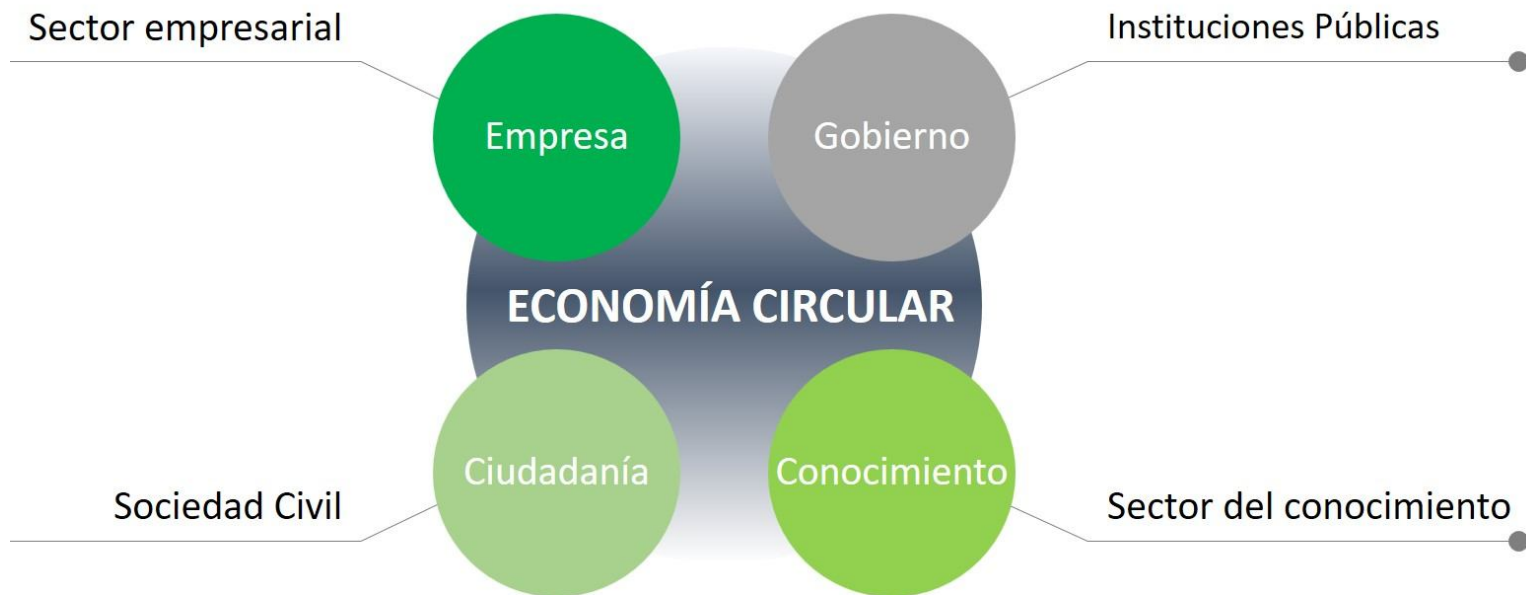 Sector empresarial
Instituciones Públicas
Empresa
Gobierno
ECONOMÍA CIRCULAR
Ciudadanía
Conocimiento
Sociedad Civil
Sector del conocimiento